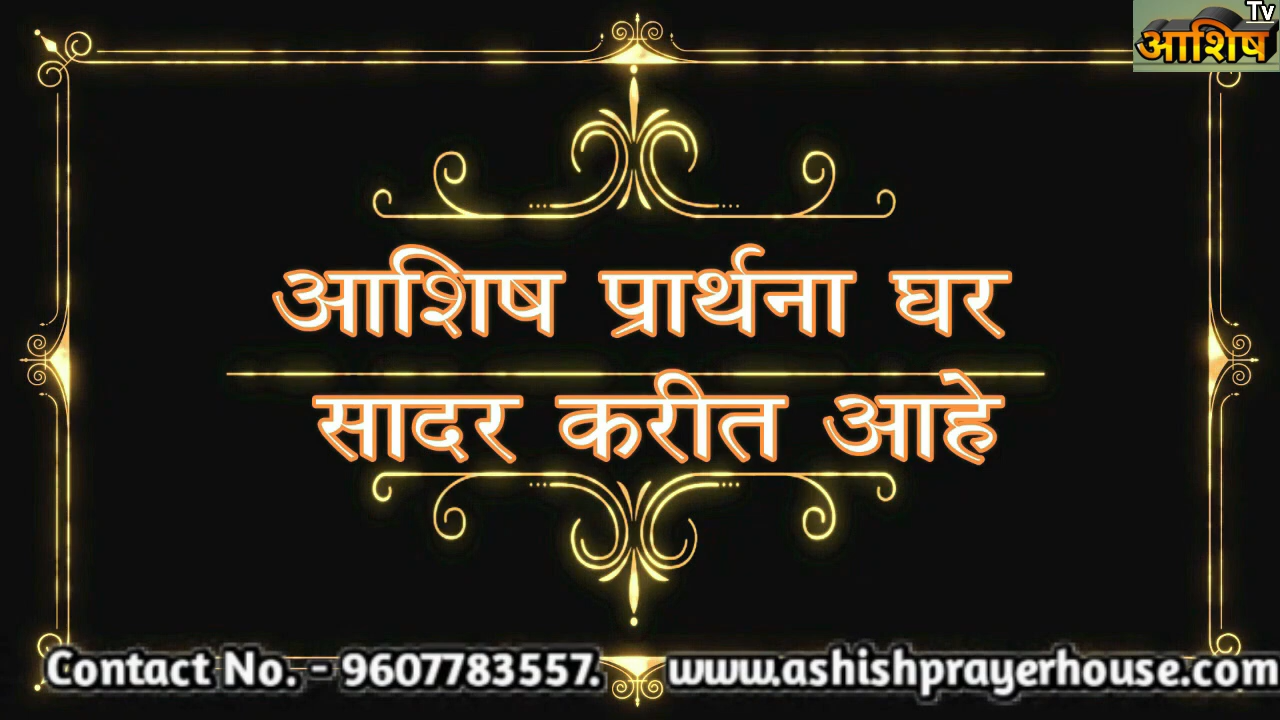 Tv
आशिष
आशिष प्रार्थना घर
सादर करीत आहे
Contact No. - 9607783557. www.ashishprayerhouse.com